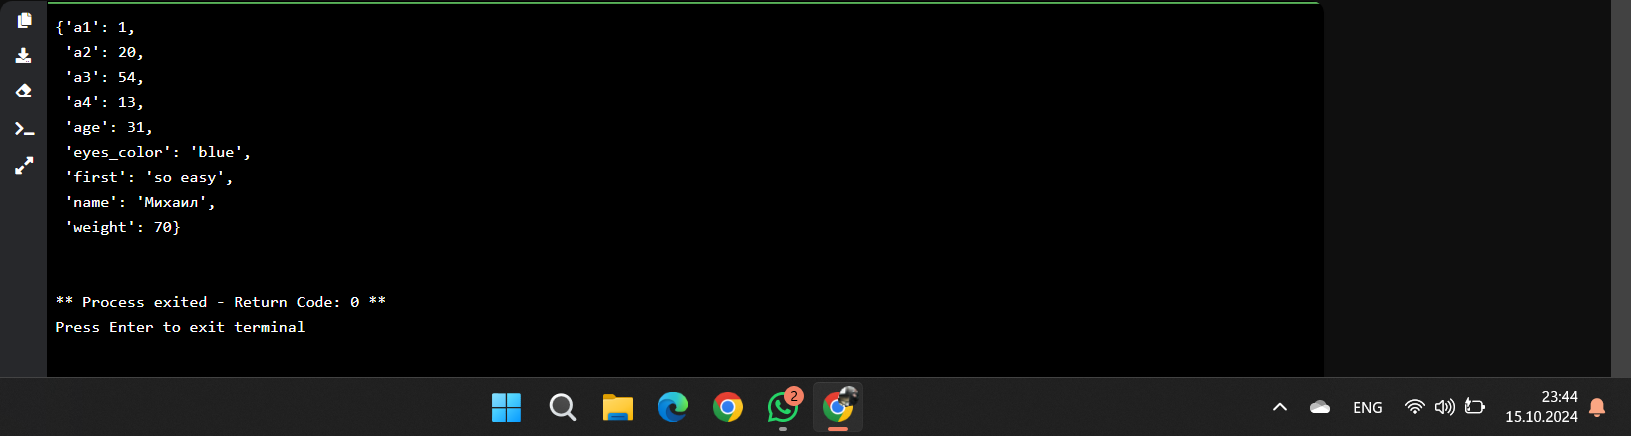 {'a1': 1,
 'a2': 20,
 'a3': 54,
 'a4': 13,
 'age': 31,
 'eyes_color': 'blue',
 'first': 'so easy',
 'name': 'Михаил',
 'weight': 70}
** Process exited - Return Code: 0 **
Press Enter to exit terminal
2
ENG
23:44
15.10.2024